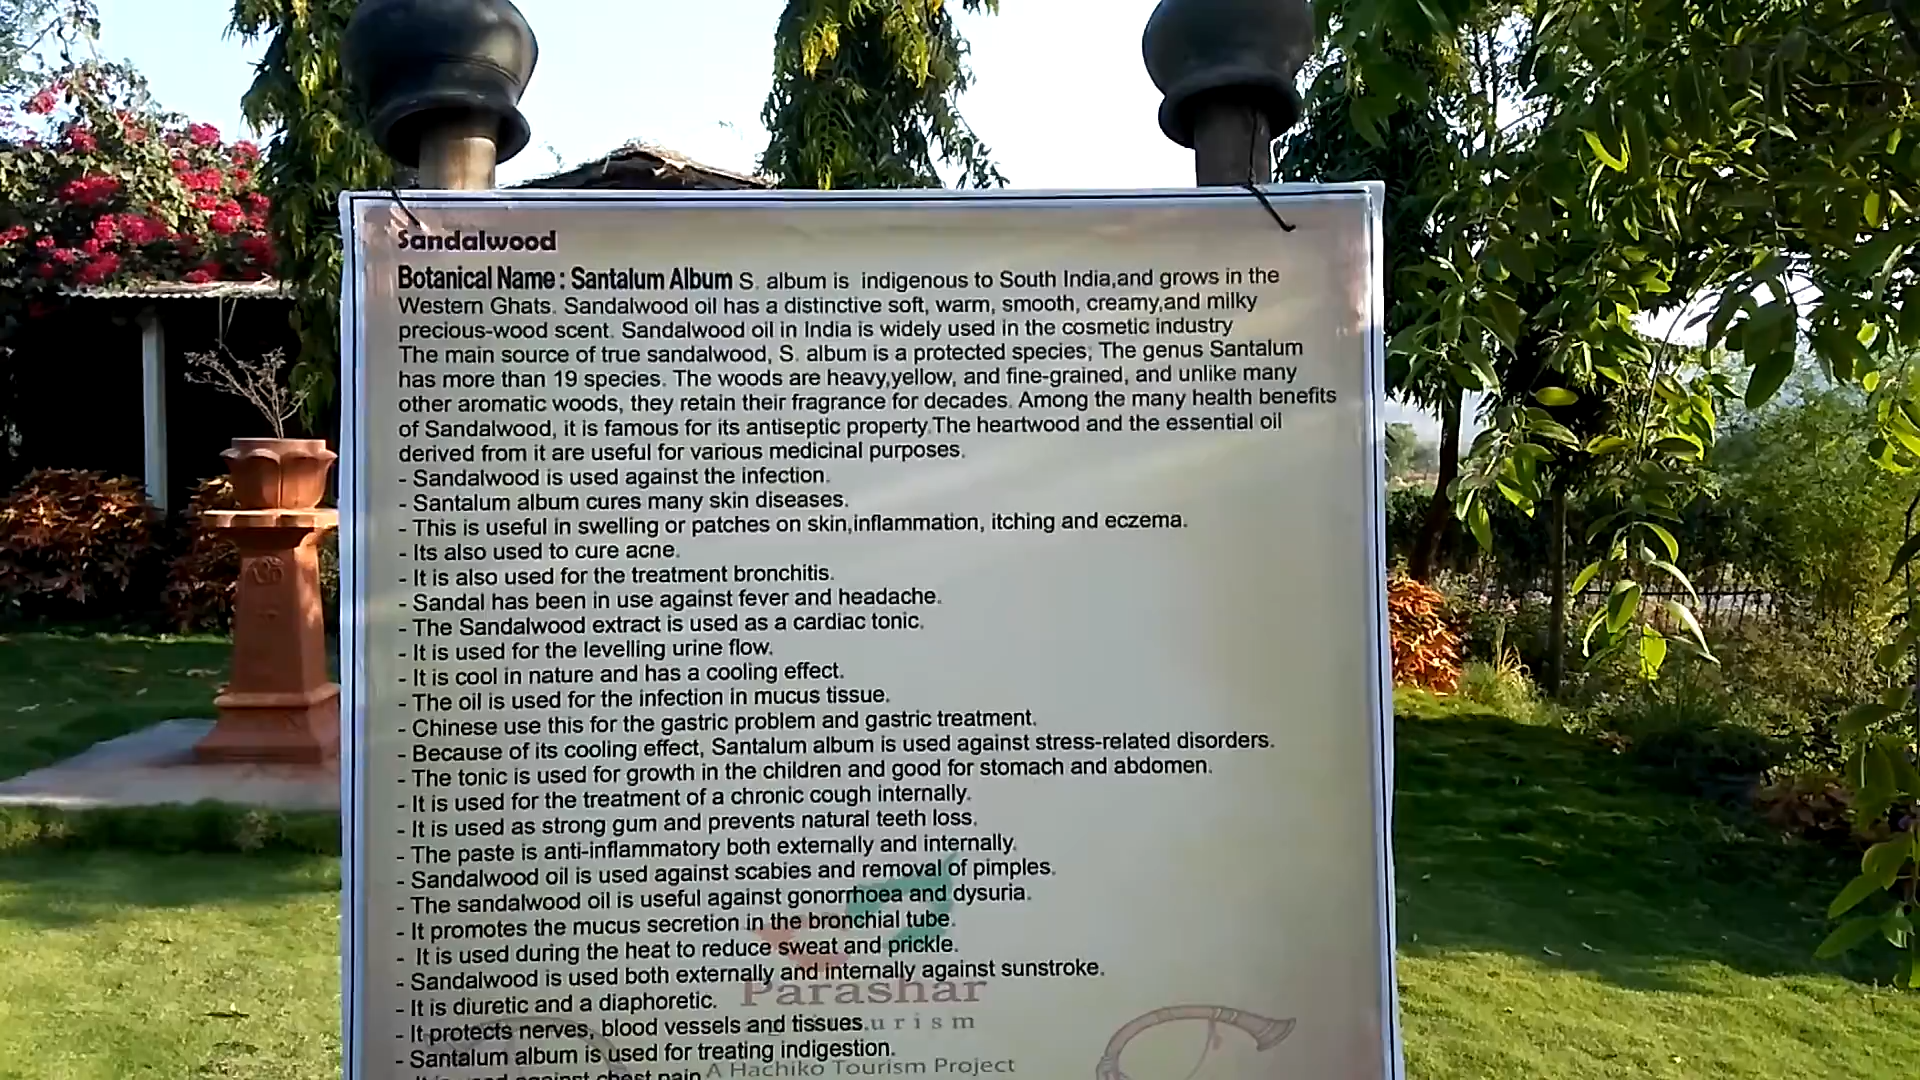 Sandalwood
Botanical Name : Santalum Album S. album is indigenous to South India,and grows in the
Western Ghats. Sandalwood oil has a distinctive soft, warm, smooth, creamy,and milky
precious-wood scent. Sandalwood oil in India is widely used in the cosmetic industry
The main source of true sandalwood, S. album is a protected species, The genus Santalum
has more than 19 species. The woods are heavy,yellow, and fine-grained, and unlike many
other aromatic woods, they retain their fragrance for decades. Among the many health benefits
of Sandalwood, it is famous for its antiseptic property.The heartwood and the essential oil
derived from it are useful for various medicinal purposes.
- Sandalwood is used against the infection.
- Santalum album cures many skin diseases.
- This is useful in swelling or patches on skin,inflammation, itching and eczema.
- Its also used to cure acne.
- It is also used for the treatment bronchitis.
- Sandal has been in use against fever and headache.
- The Sandalwood extract is used as a cardiac tonic.
- It is used for the levelling urine flow.
- It is cool in nature and has a cooling effect.
- The oil is used for the infection in mucus tissue.
- Chinese use this for the gastric problem and gastric treatment.
- Because of its cooling effect, Santalum album is used against stress-related disorders.
- The tonic is used for growth in the children and good for stomach and abdomen.
- It is used for the treatment of a chronic cough internally.
- It is used as strong gum and prevents natural teeth loss.
- The paste is anti-inflammatory both externally and internally.
- Sandalwood oil is used against scabies and removal of pimples.
- The sandalwood oil is useful against gonorrhoea and dysuria.
- It promotes the mucus secretion in the bronchial tube.
- It is used during the heat to reduce sweat and prickle.
- Sandalwood is used both externally and internally against sunstroke.
- It is diuretic and a diaphoretic.
Parashar
- It protects nerves, blood vessels and tissues.
urism
- Santalum album is used for treating indigestion.
A Hachiko Tourism Project
against chest pain